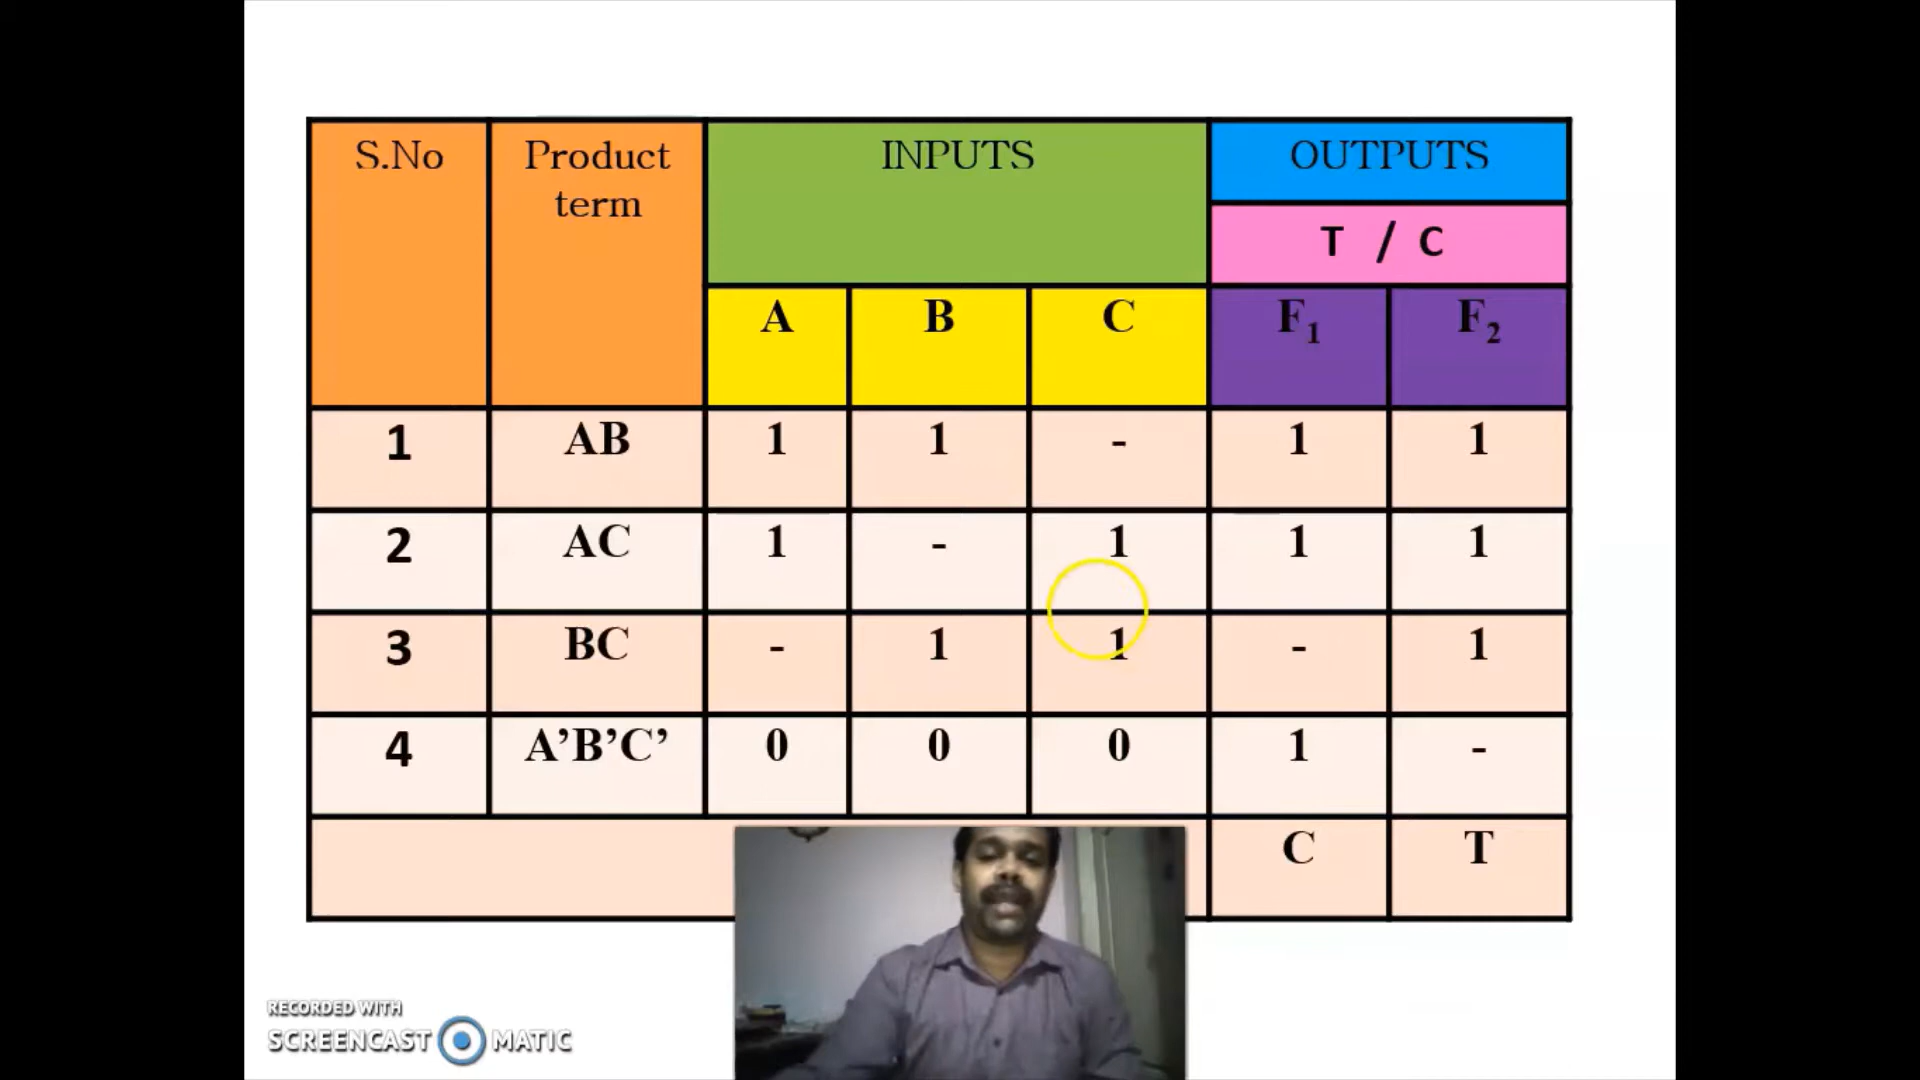 S.No Product term INPUTS OUTPUTS
T / C
A B C F₁ F₂
1 AB 1 1 - 1 1
2 AC 1 - 1 1 1
3 BC - 1 1 - 1
4 A’B’C’ 0 0 0 1 -
C T
RECORDED WITH
SCREENCAST MATIC